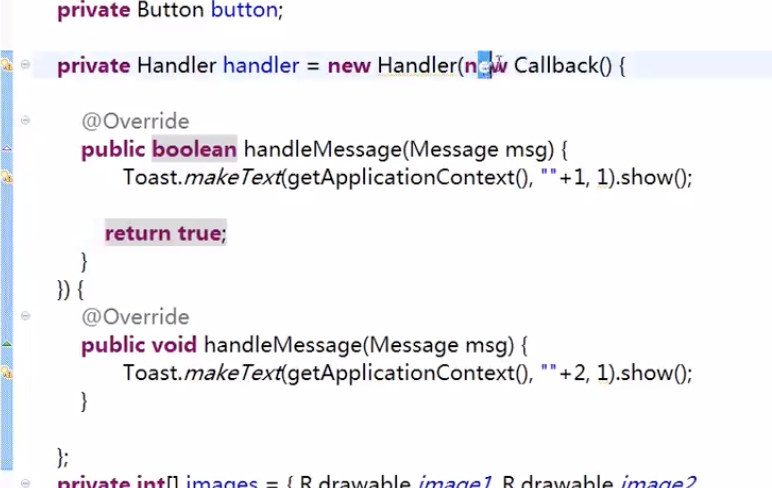 private Button button;
private Handler handler = new Handler(new Callback() {
@Override
public boolean handleMessage(Message msg) {
Toast.makeText(getApplicationContext(), ""+1, 1).show();
return true;
}
}) {
@Override
public void handleMessage(Message msg) {
Toast.makeText(getApplicationContext(), ""+2, 1).show();
}
};
private int[] images = { R.drawable.image1, R.drawable.image2